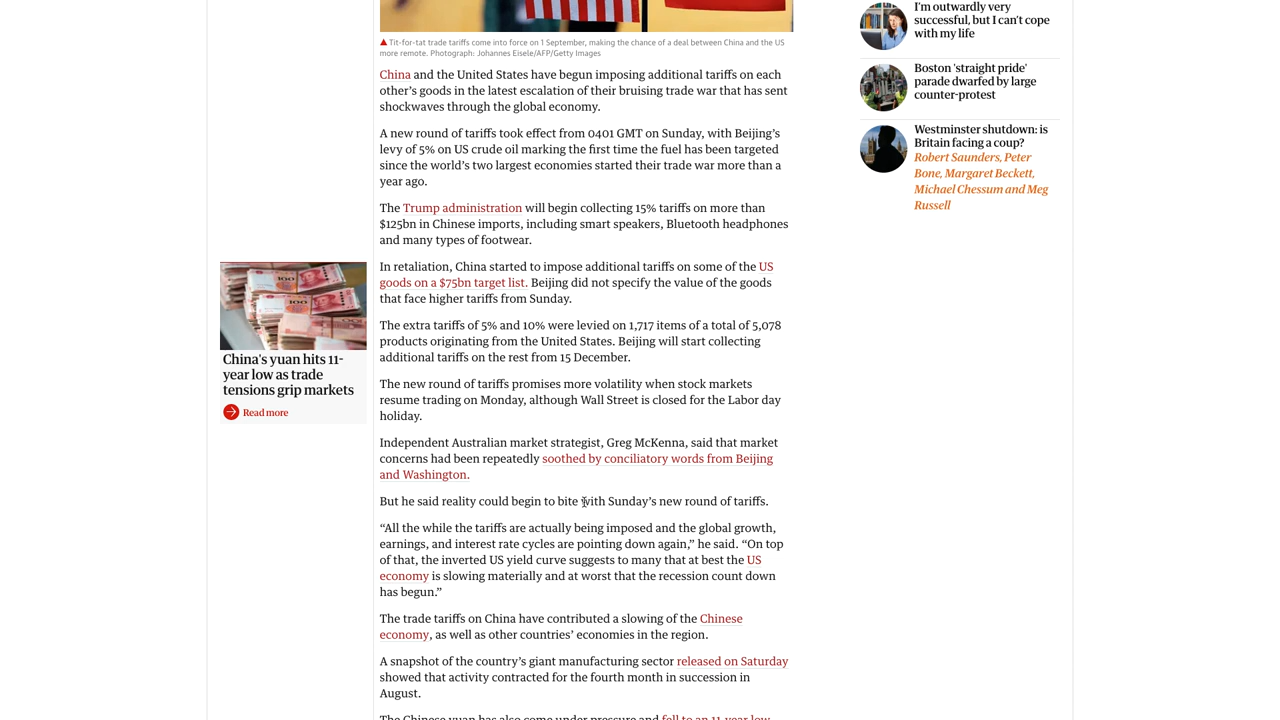 ▲ Tit-for-tat trade tariffs come into force on 1 September, making the chance of a deal between China and the US
more remote. Photograph: Johannes Eisele/AFP/Getty Images
China and the United States have begun imposing additional tariffs on each
other’s goods in the latest escalation of their bruising trade war that has sent
shockwaves through the global economy.
A new round of tariffs took effect from 0401 GMT on Sunday, with Beijing’s
levy of 5% on US crude oil marking the first time the fuel has been targeted
since the world’s two largest economies started their trade war more than a
year ago.
The Trump administration will begin collecting 15% tariffs on more than
$125bn in Chinese imports, including smart speakers, Bluetooth headphones
and many types of footwear.
In retaliation, China started to impose additional tariffs on some of the US
goods on a $75bn target list. Beijing did not specify the value of the goods
that face higher tariffs from Sunday.
The extra tariffs of 5% and 10% were levied on 1,717 items of a total of 5,078
products originating from the United States. Beijing will start collecting
additional tariffs on the rest from 15 December.
The new round of tariffs promises more volatility when stock markets
resume trading on Monday, although Wall Street is closed for the Labor day
holiday.
Independent Australian market strategist, Greg McKenna, said that market
concerns had been repeatedly soothed by conciliatory words from Beijing
and Washington.
But he said reality could begin to bite with Sunday’s new round of tariffs.
“All the while the tariffs are actually being imposed and the global growth,
earnings, and interest rate cycles are pointing down again,” he said. “On top
of that, the inverted US yield curve suggests to many that at best the US
economy is slowing materially and at worst that the recession count down
has begun.”
The trade tariffs on China have contributed a slowing of the Chinese
economy, as well as other countries’ economies in the region.
A snapshot of the country’s giant manufacturing sector released on Saturday
showed that activity contracted for the fourth month in succession in
August.
The Chinese yuan has also come under pressure and fell to an 11-year low
China's yuan hits 11-
year low as trade
tensions grip markets
Read more
I'm outwardly very
successful, but I can't cope
with my life
Boston 'straight pride'
parade dwarfed by large
counter-protest
Westminster shutdown: is
Britain facing a coup?
Robert Saunders, Peter
Bone, Margaret Beckett,
Michael Chessum and Meg
Russell
100
100
100